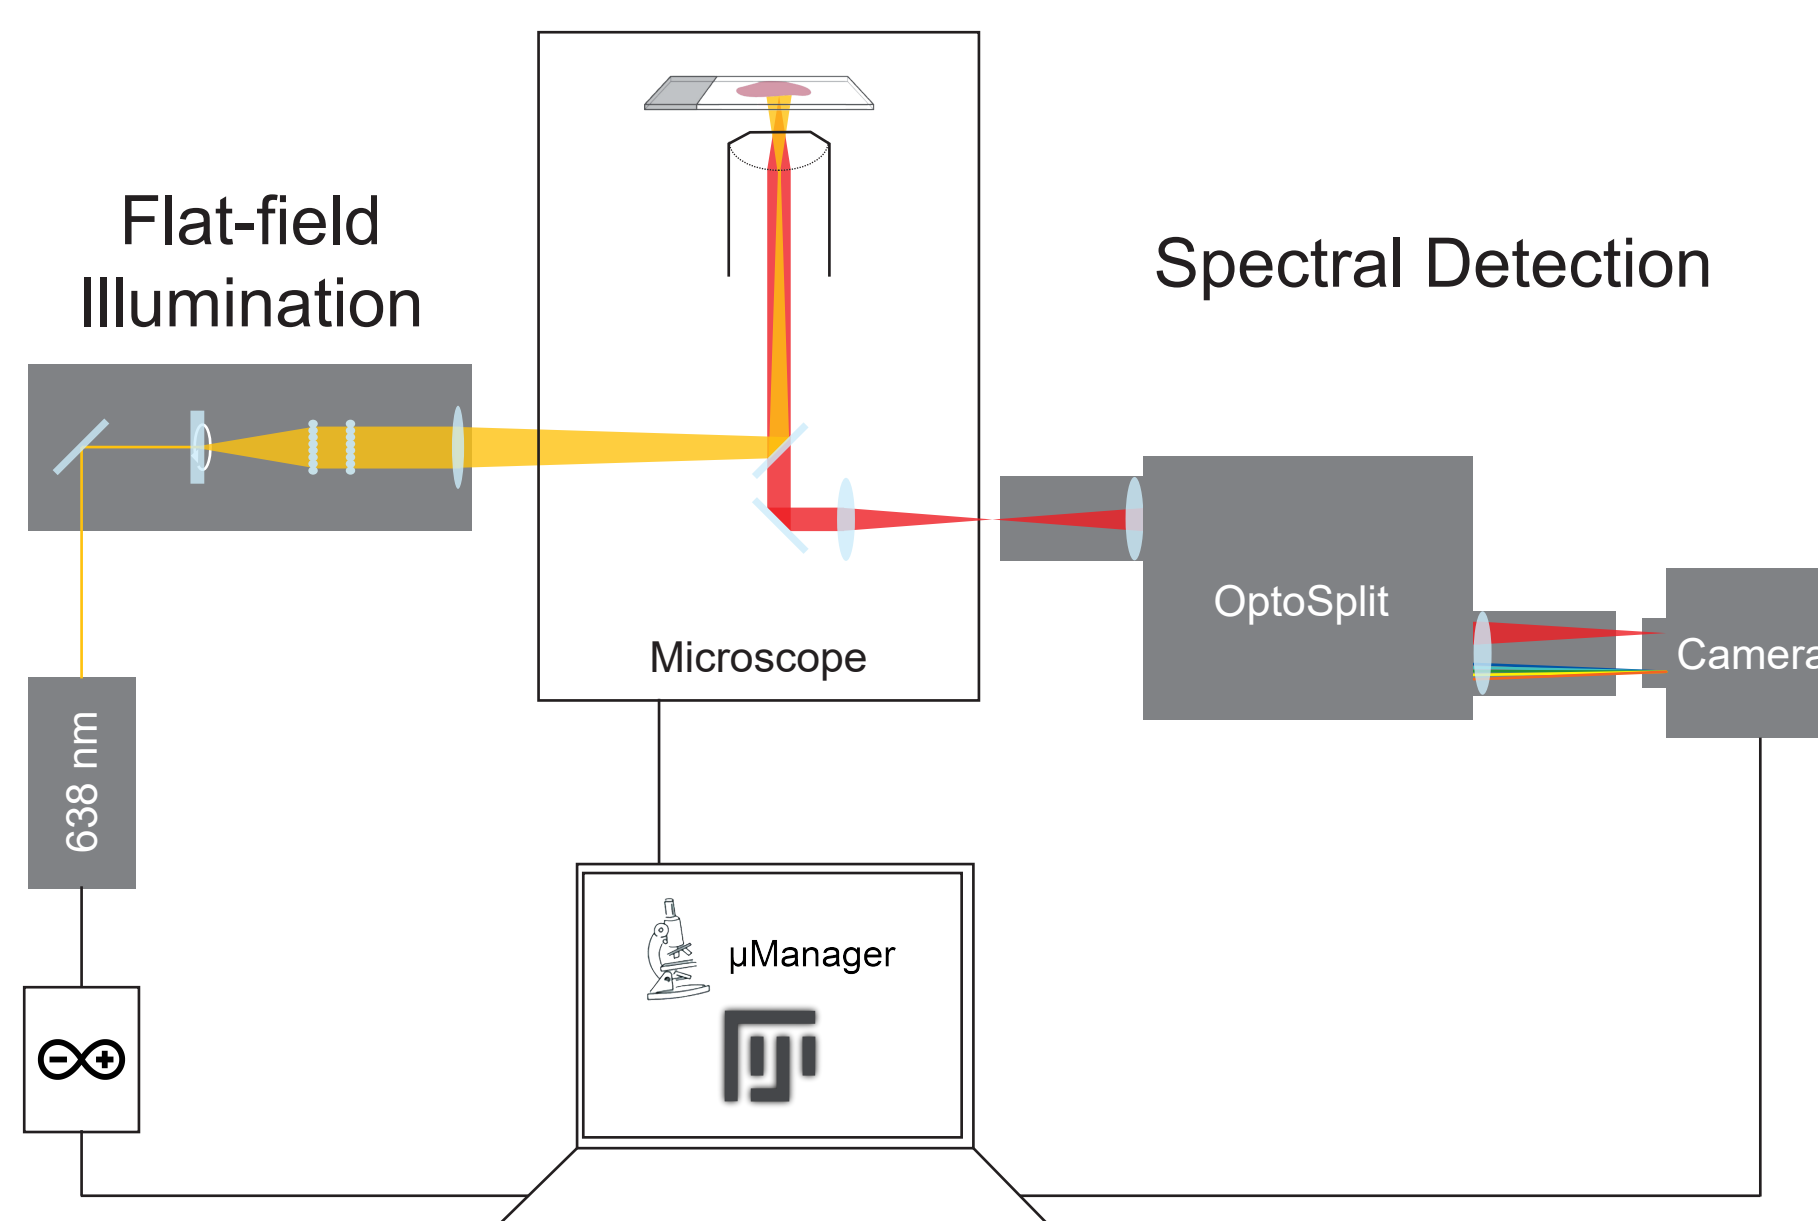 Flat-field
Illumination
Spectral Detection
OptoSplit
Camera
Microscope
638 nm
µManager